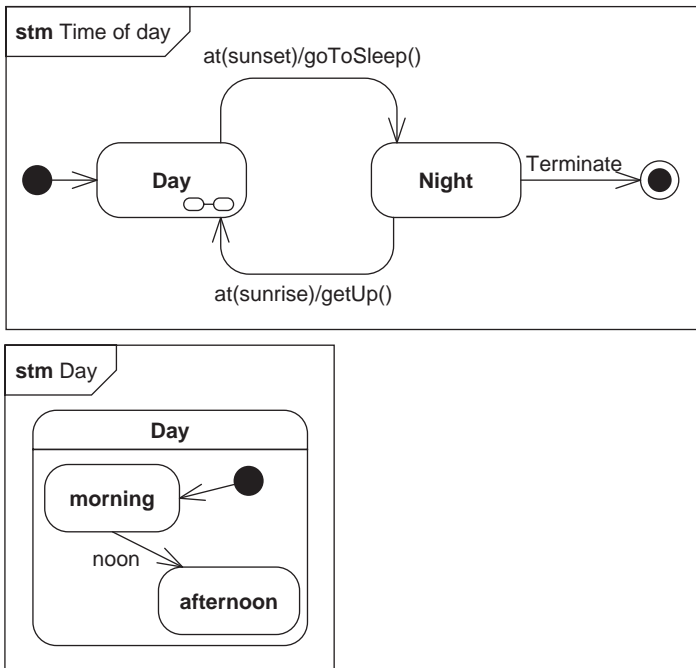 stm Time of day
at(sunset)/goToSleep()
Day
Night
Terminate
at(sunrise)/getUp()
stm Day
Day
morning
noon
afternoon